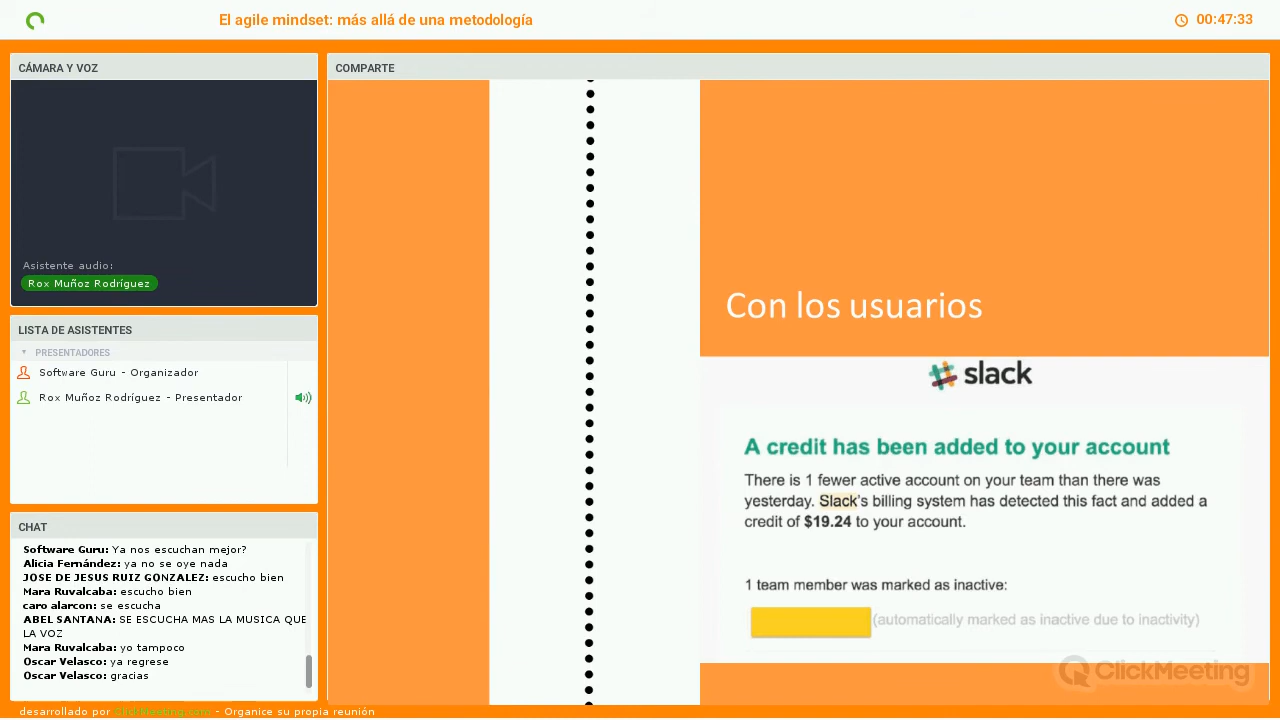 El agile mindset: más allá de una metodología
00:47:33
CÁMARA Y VOZ
Asistente audio:
Rox Muñoz Rodríguez
LISTA DE ASISTENTES
PRESENTADORES
Software Guru - Organizador
Rox Muñoz Rodríguez - Presentador
CHAT
Software Guru: Ya nos escuchan mejor?
Alicia Fernández: ya no se oye nada
JOSE DE JESUS RUIZ GONZALEZ: escucho bien
Mara Ruvalcaba: escucho bien
caro alarcon: se escucha
ABEL SANTANA: SE ESCUCHA MAS LA MUSICA QUE
LA VOZ
Mara Ruvalcaba: yo tampoco
Oscar Velasco: ya regrese
Oscar Velasco: gracias
COMPARTE
Con los usuarios
slack
A credit has been added to your account
There is 1 fewer active account on your team than there was
yesterday. Slack's billing system has detected this fact and added a
credit of $19.24 to your account.
1 team member was marked as inactive:
(automatically marked as inactive due to inactivity)
ClickMeeting
desarrollado por ClickMeeting.com - Organice su propia reunión